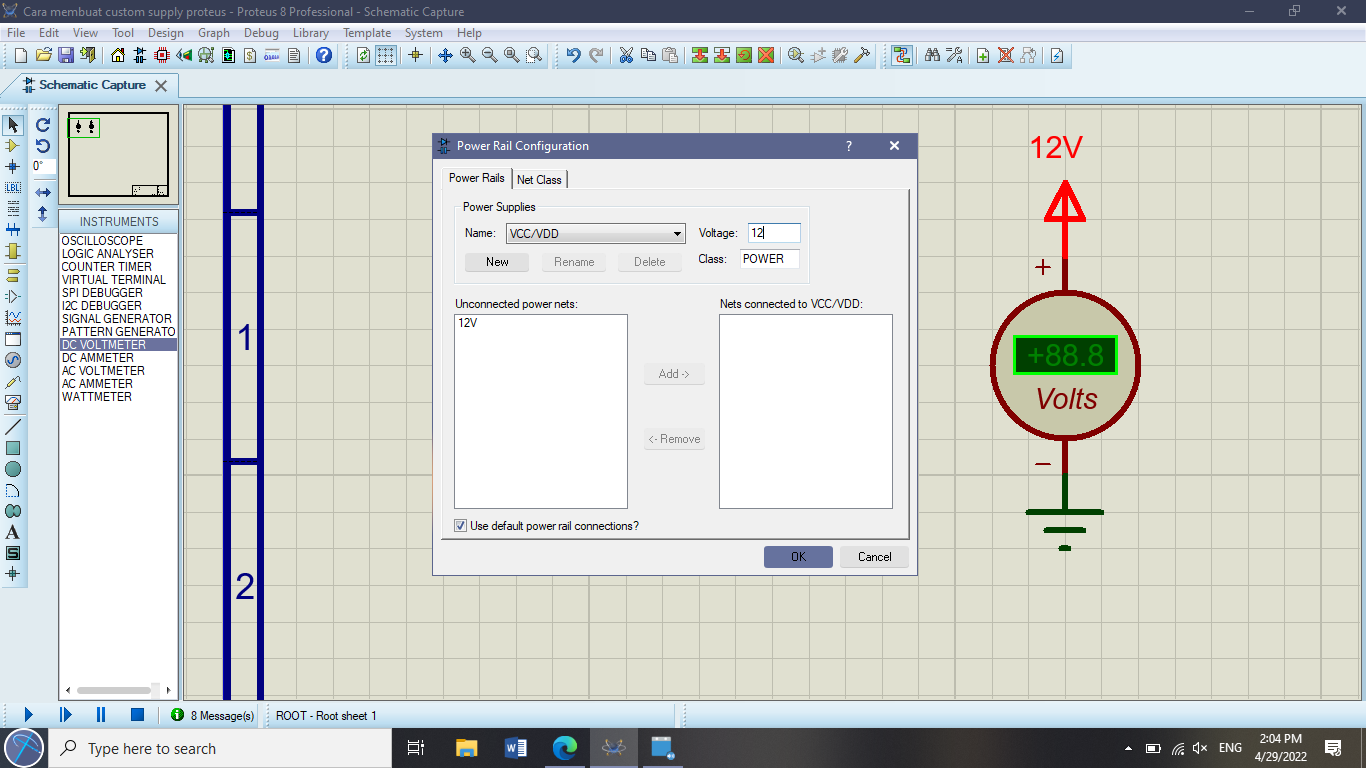 Cara membuat custom supply proteus - Proteus 8 Professional - Schematic Capture
File Edit View Tool Design Graph Debug Library Template System Help
Schematic Capture
0°
LBL
A
S
INSTRUMENTS
OSCILLOSCOPE
LOGIC ANALYSER
COUNTER TIMER
VIRTUAL TERMINAL
SPI DEBUGGER
I2C DEBUGGER
SIGNAL GENERATOR
PATTERN GENERATO
DC VOLTMETER
DC AMMETER
AC VOLTMETER
AC AMMETER
WATTMETER
1
2
Power Rail Configuration
Power Rails Net Class
Power Supplies
Name: VCC/VDD Voltage: 12
New Rename Delete Class: POWER
Unconnected power nets: Nets connected to VCC/VDD:
12V
Add ->
<- Remove
Use default power rail connections?
OK Cancel
12V
+
+88.8
Volts
−
8 Message(s) ROOT - Root sheet 1
Type here to search
ENG
2:04 PM
4/29/2022